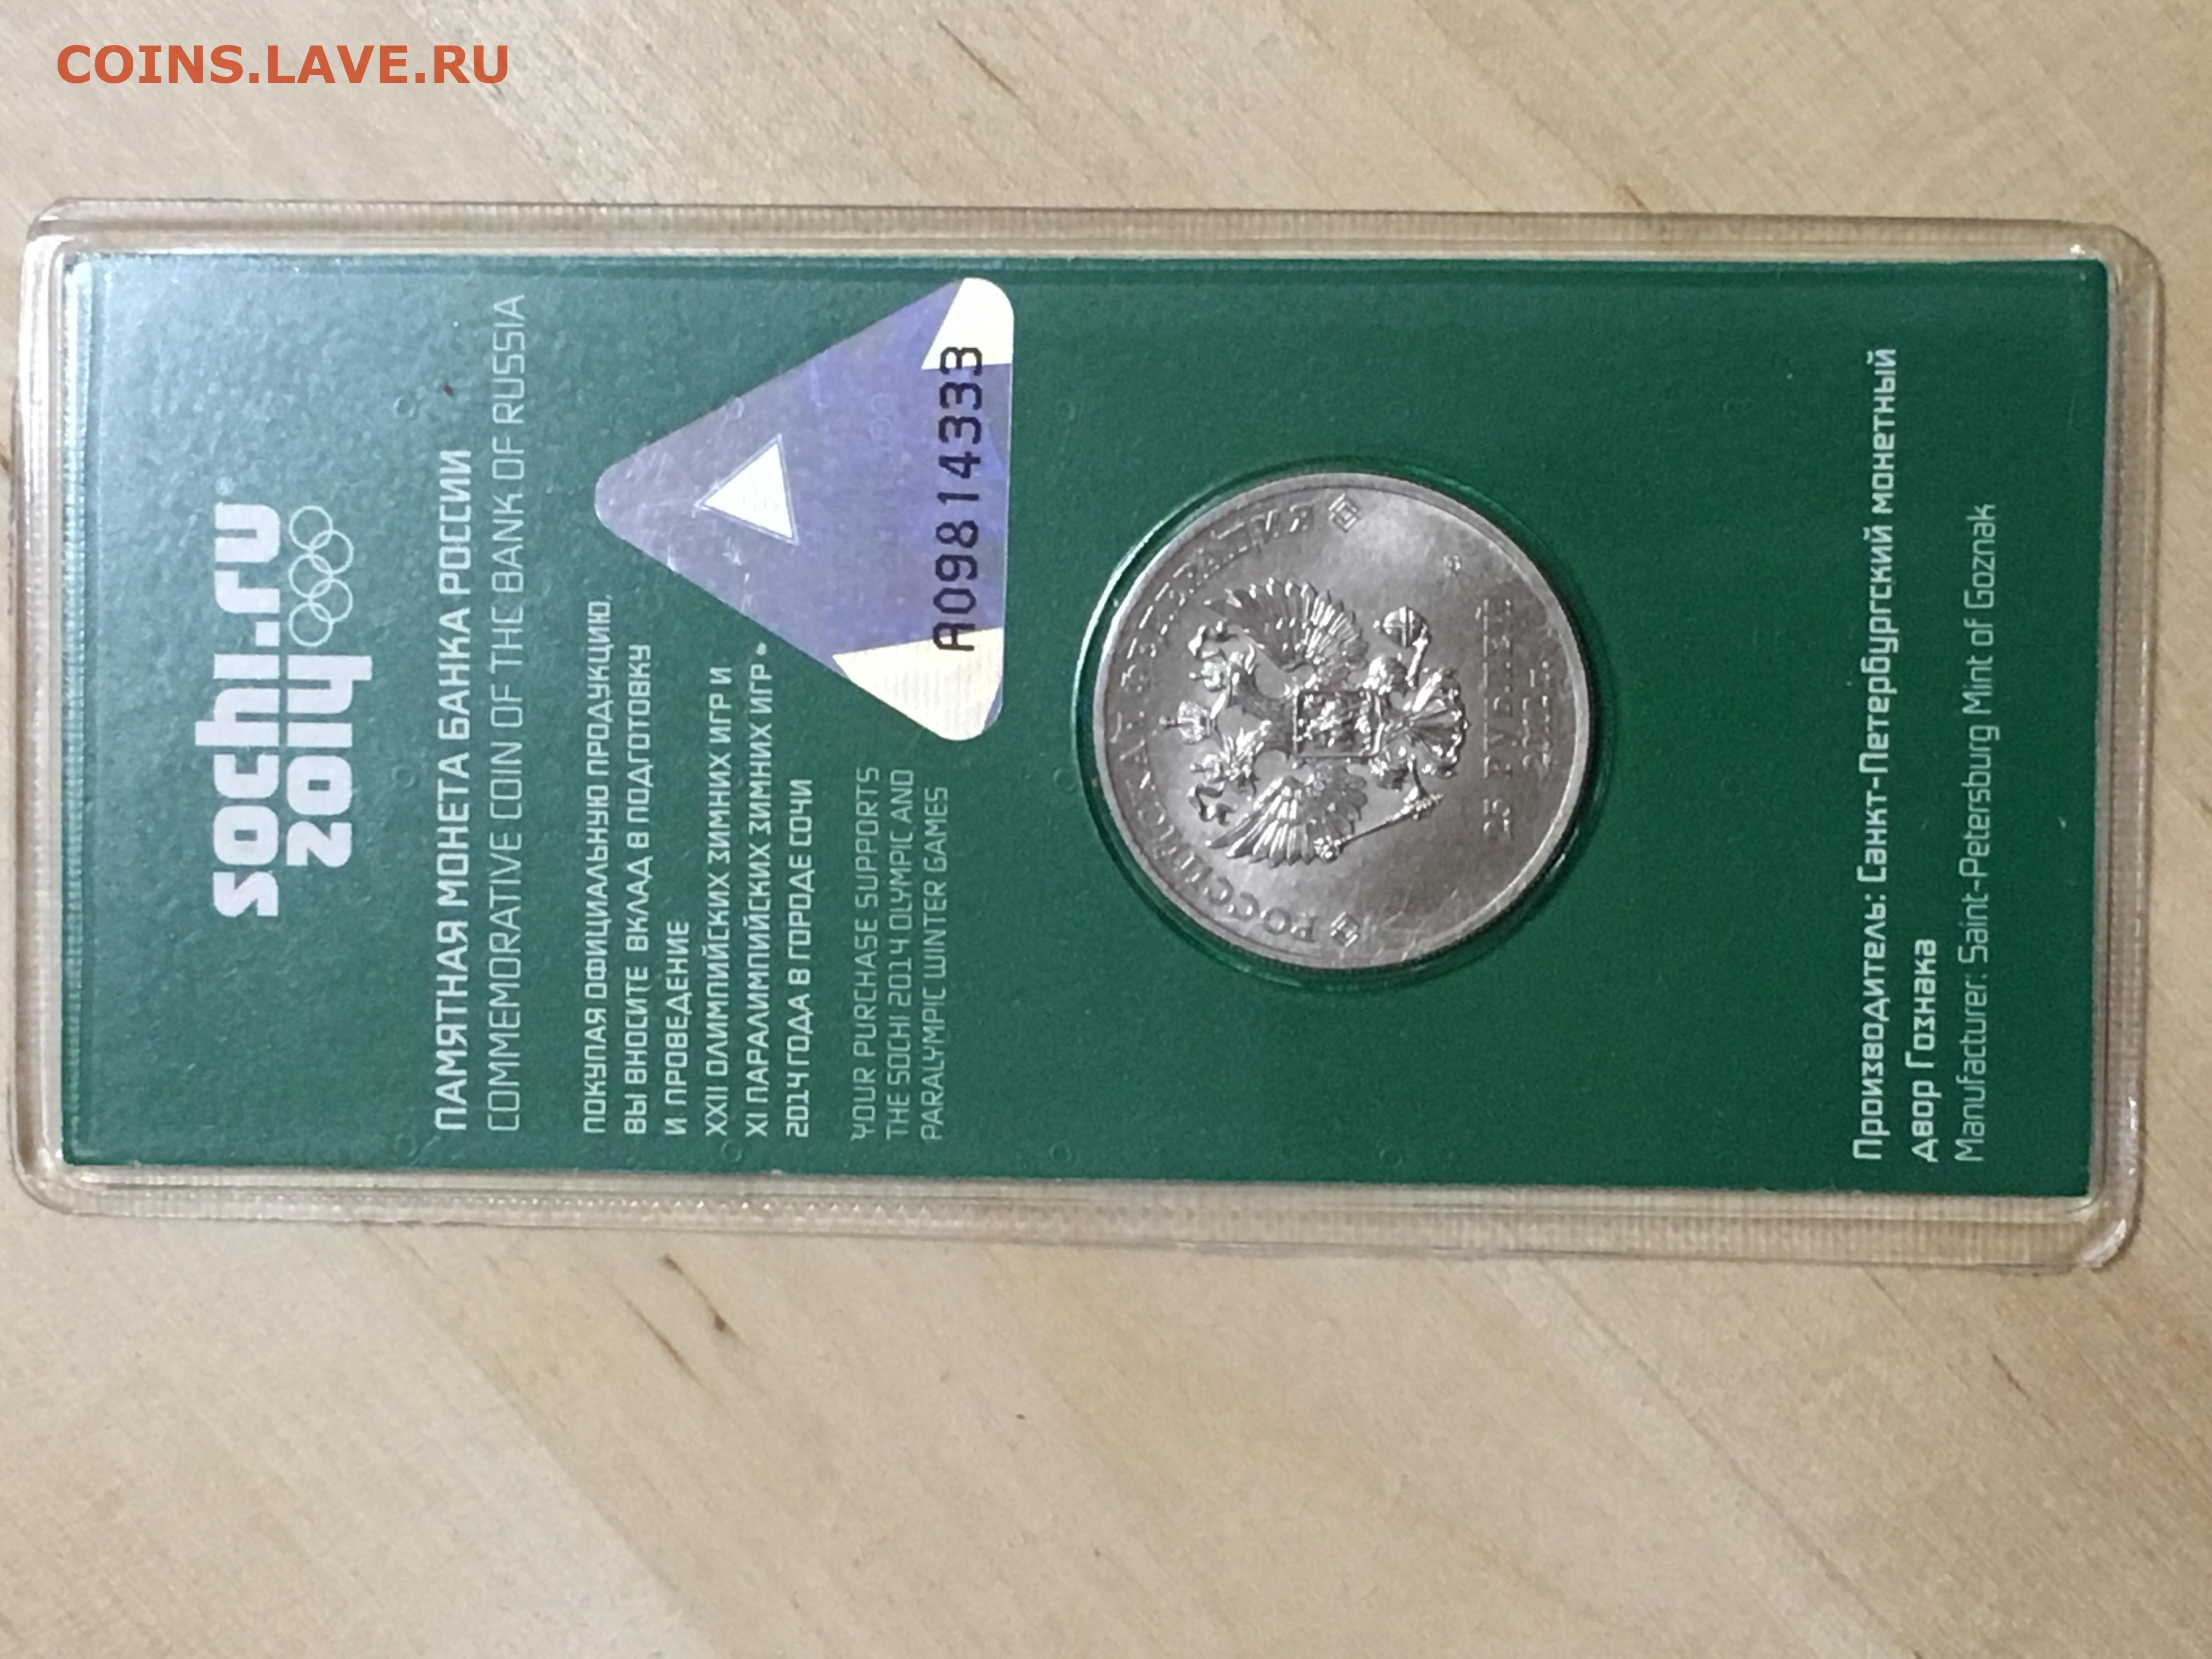 COINS.LAVE.RU
sochi.ru
2014
ПАМЯТНАЯ МОНЕТА БАНКА РОССИИ
COMMEMORATIVE COIN OF THE BANK OF RUSSIA
ПОКУПАЯ ОФИЦИАЛЬНУЮ ПРОДУКЦИЮ,
ВЫ ВНОСИТЕ ВКЛАД В ПОДГОТОВКУ
И ПРОВЕДЕНИЕ
XXII ОЛИМПИЙСКИХ ЗИМНИХ ИГР И
XI ПАРАЛИМПИЙСКИХ ЗИМНИХ ИГР
2014 ГОДА В ГОРОДЕ СОЧИ
YOUR PURCHASE SUPPORTS
THE SOCHI 2014 OLYMPIC AND
PARALYMPIC WINTER GAMES
A09814333
РОССИЙСКАЯ ФЕДЕРАЦИЯ
25 РУБЛЕЙ
Производитель: Санкт-Петербургский монетный
двор Гознака
Manufacturer: Saint-Petersburg Mint of Goznak